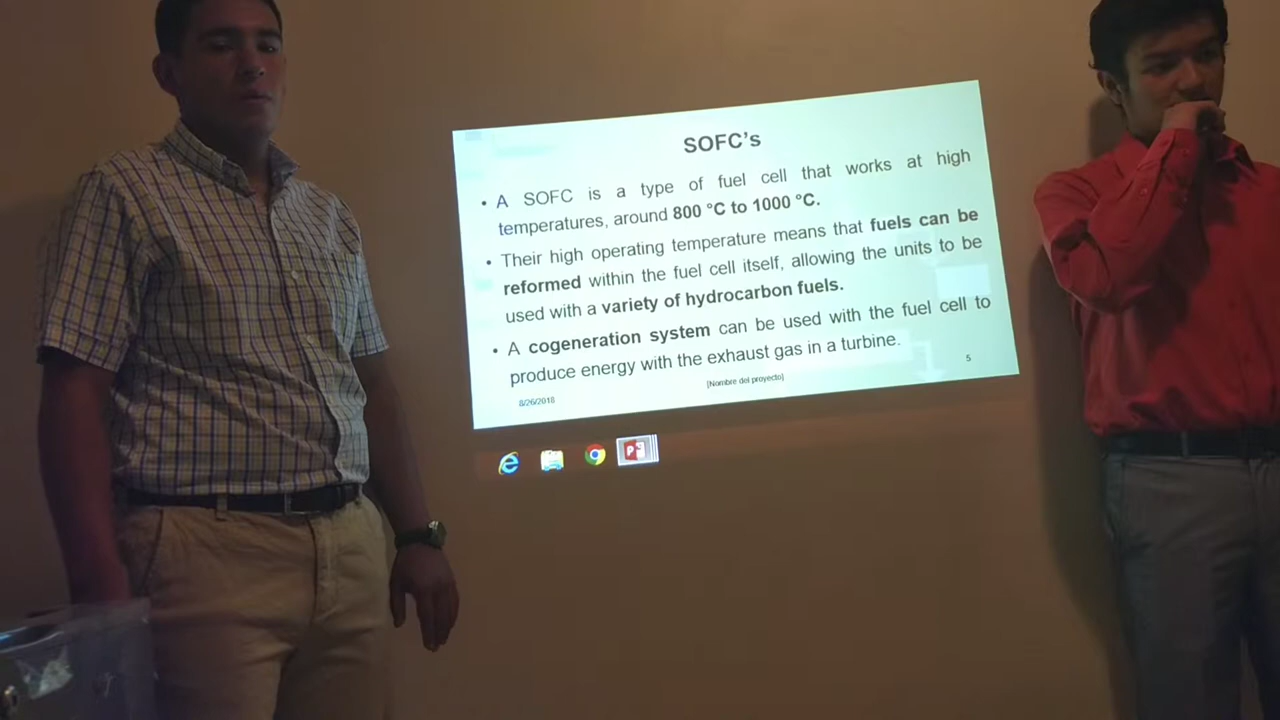 SOFC's
• A SOFC is a type of fuel cell that works at high
temperatures, around 800 °C to 1000 °C.
• Their high operating temperature means that fuels can be
reformed within the fuel cell itself, allowing the units to be
used with a variety of hydrocarbon fuels.
• A cogeneration system can be used with the fuel cell to
produce energy with the exhaust gas in a turbine.
8/26/2018
[Nombre del proyecto]
5
P